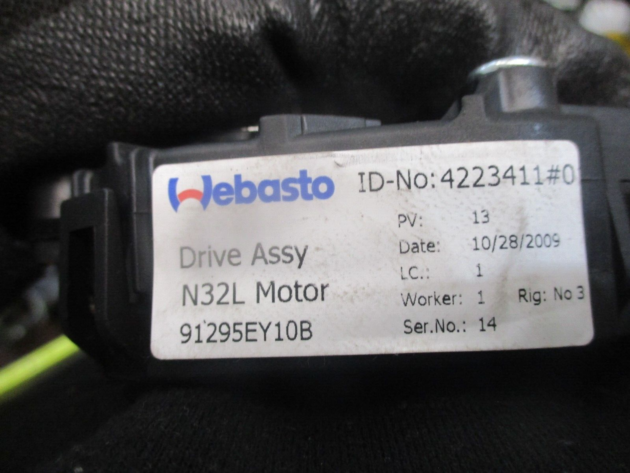 Webasto ID-No:4223411#0
PV: 13
Date: 10/28/2009
LC.: 1
Worker: 1 Rig: No 3
Ser.No.: 14
Drive Assy
N32L Motor
91295EY10B